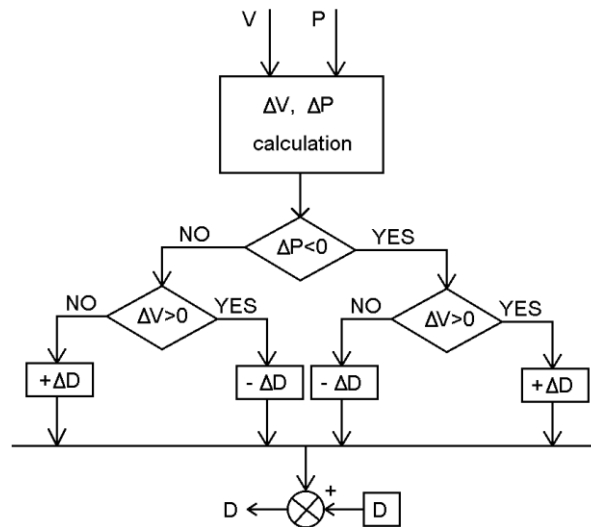 V P
ΔV, ΔP
calculation
NO ΔP<0 YES
NO ΔV>0 YES NO ΔV>0 YES
+ΔD - ΔD - ΔD +ΔD
+
D D